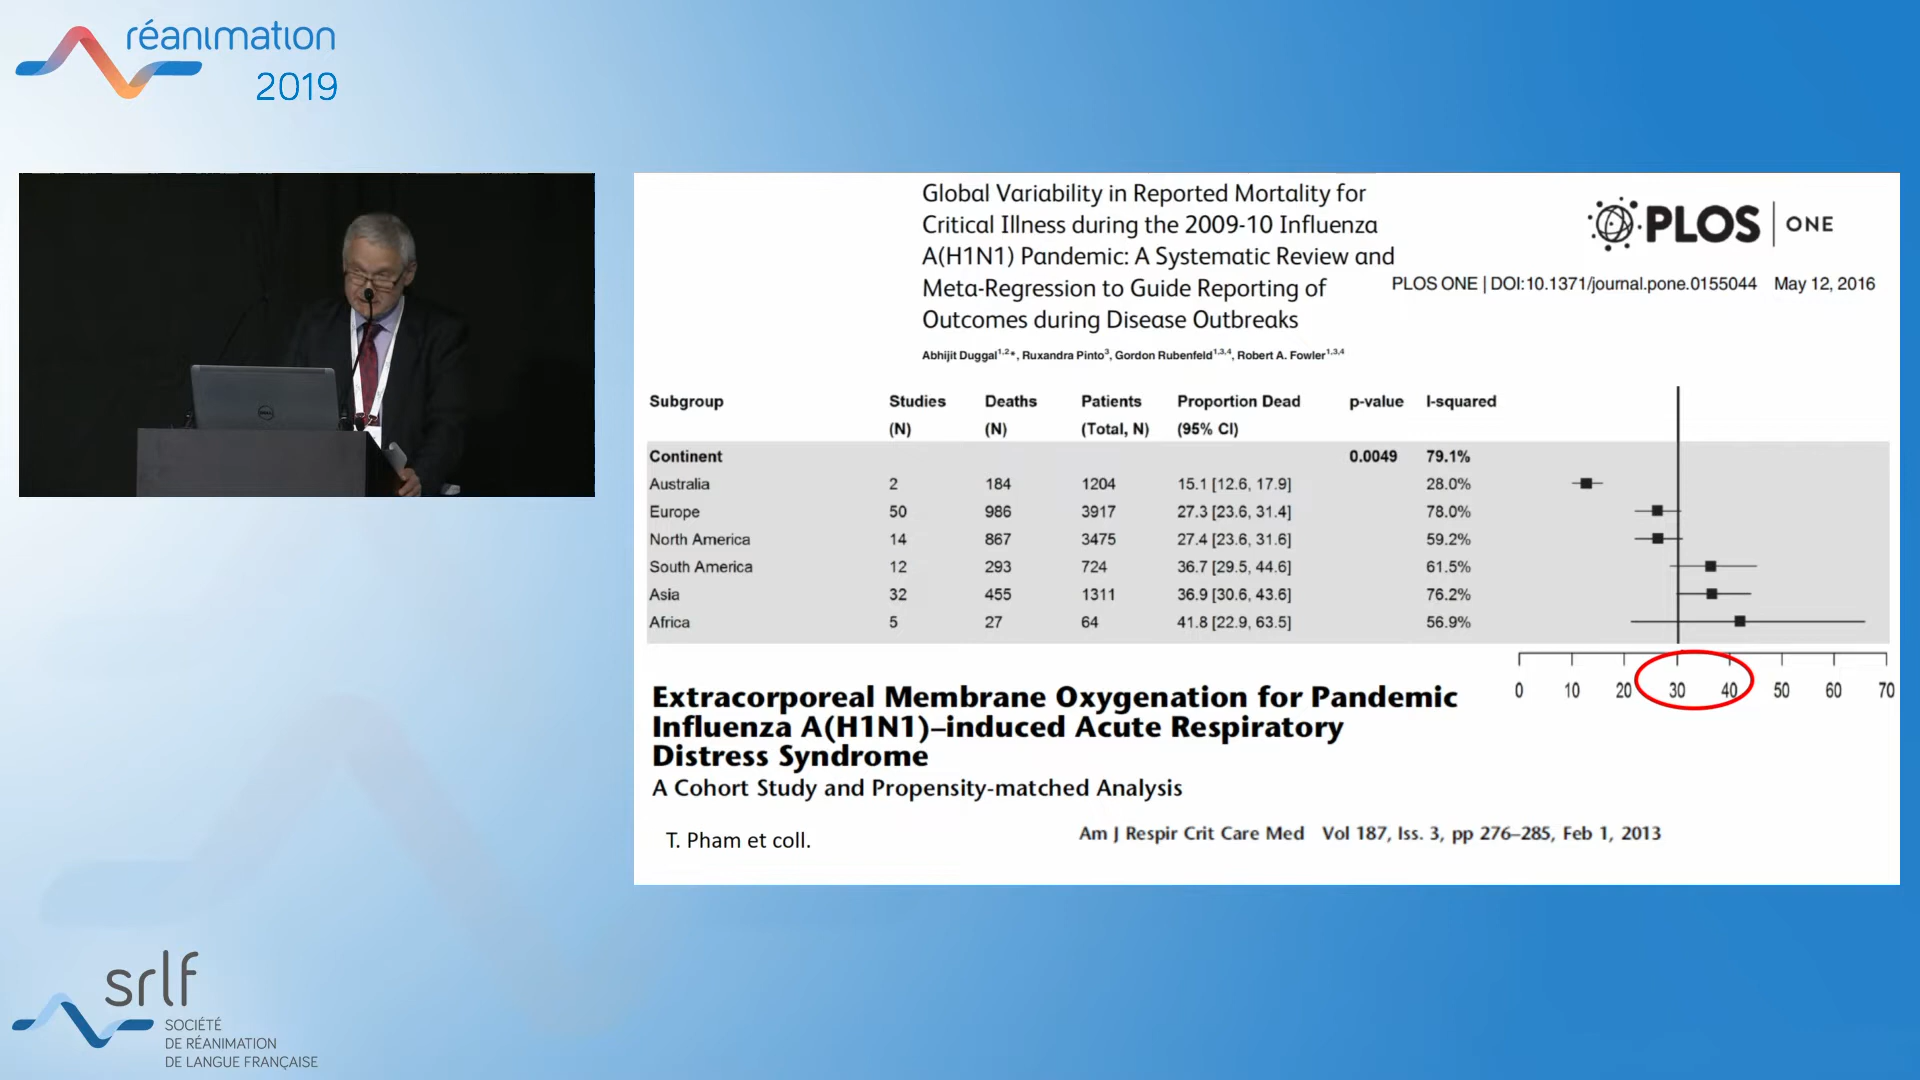 réanimation
2019
Global Variability in Reported Mortality for
Critical Illness during the 2009-10 Influenza
A(H1N1) Pandemic: A Systematic Review and
Meta-Regression to Guide Reporting of
Outcomes during Disease Outbreaks
Abhijit Duggal1,2*, Ruxandra Pinto3, Gordon Rubenfeld1,3,4, Robert A. Fowler1,3,4
PLOS ONE
PLOS ONE | DOI:10.1371/journal.pone.0155044 May 12, 2016
Subgroup Studies Deaths Patients Proportion Dead p-value I-squared
(N) (N) (Total, N) (95% CI)
Continent 0.0049 79.1%
Australia 2 184 1204 15.1 [12.6, 17.9] 28.0%
Europe 50 986 3917 27.3 [23.6, 31.4] 78.0%
North America 14 867 3475 27.4 [23.6, 31.6] 59.2%
South America 12 293 724 36.7 [29.5, 44.6] 61.5%
Asia 32 455 1311 36.9 [30.6, 43.6] 76.2%
Africa 5 27 64 41.8 [22.9, 63.5] 56.9%
0 10 20 30 40 50 60 70
Extracorporeal Membrane Oxygenation for Pandemic
Influenza A(H1N1)–induced Acute Respiratory
Distress Syndrome
A Cohort Study and Propensity-matched Analysis
T. Pham et coll.
Am J Respir Crit Care Med Vol 187, Iss. 3, pp 276–285, Feb 1, 2013
srlf
SOCIÉTÉ
DE RÉANIMATION
DE LANGUE FRANÇAISE
DELL